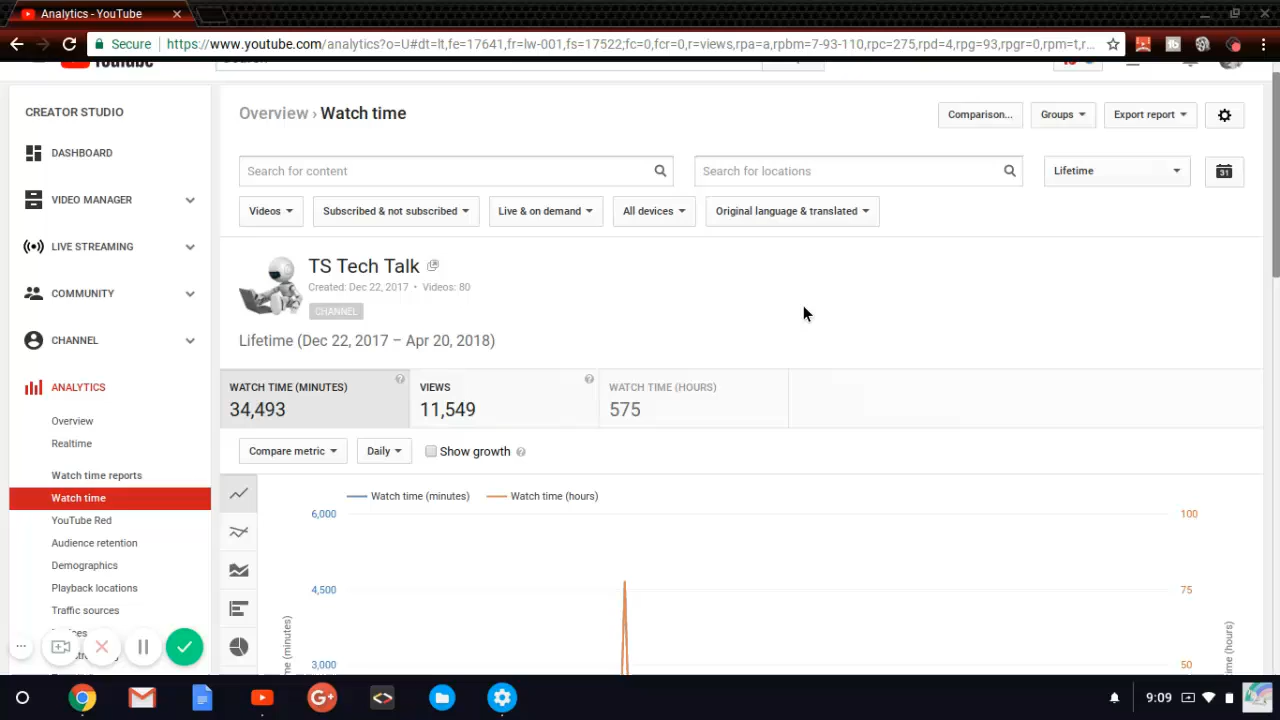 Analytics - YouTube
Secure
https://www.youtube.com/analytics?o=U#dt=lt,fe=17641,fr=lw-001,fs=17522;fc=0,fcr=0,r=views,rpa=a,rpbm=7-93-110,rpc=275,rpd=4,rpg=93,rpgr=0,rpm=t,r...
CREATOR STUDIO
DASHBOARD
VIDEO MANAGER
LIVE STREAMING
COMMUNITY
CHANNEL
ANALYTICS
Overview
Realtime
Watch time reports
Watch time
YouTube Red
Audience retention
Demographics
Playback locations
Traffic sources
Overview › Watch time
Comparison...
Groups
Export report
Search for content
Search for locations
Lifetime
31
Videos
Subscribed & not subscribed
Live & on demand
All devices
Original language & translated
TS Tech Talk
Created: Dec 22, 2017 • Videos: 80
CHANNEL
Lifetime (Dec 22, 2017 – Apr 20, 2018)
WATCH TIME (MINUTES)
34,493
VIEWS
11,549
WATCH TIME (HOURS)
575
Compare metric
Daily
Show growth
Watch time (minutes)
Watch time (hours)
6,000
100
4,500
75
3,000
50
9:09